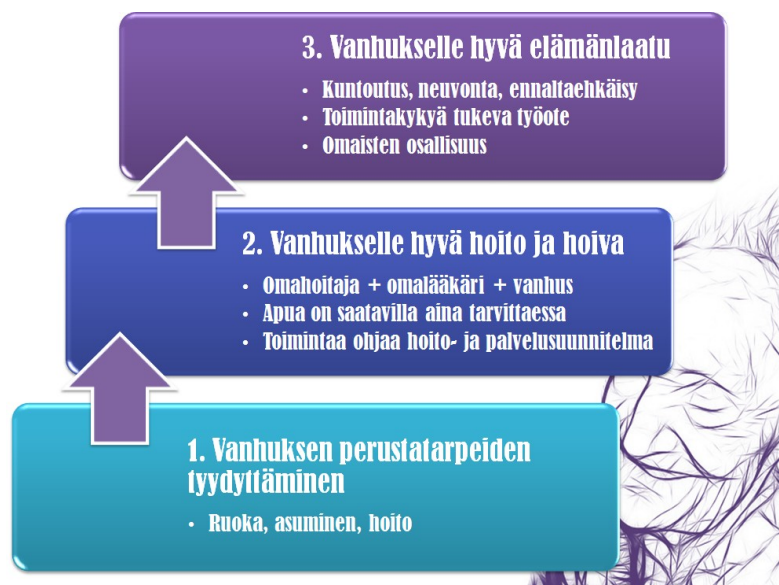 3. Vanhukselle hyvä elämänlaatu
• Kuntoutus, neuvonta, ennaltaehkäisy
• Toimintakykyä tukeva työote
• Omaisten osallisuus
2. Vanhukselle hyvä hoito ja hoiva
• Omahoitaja + omalääkäri + vanhus
• Apua on saatavilla aina tarvittaessa
• Toimintaa ohjaa hoito- ja palvelusuunnitelma
1. Vanhuksen perustatarpeiden
tyydyttäminen
• Ruoka, asuminen, hoito